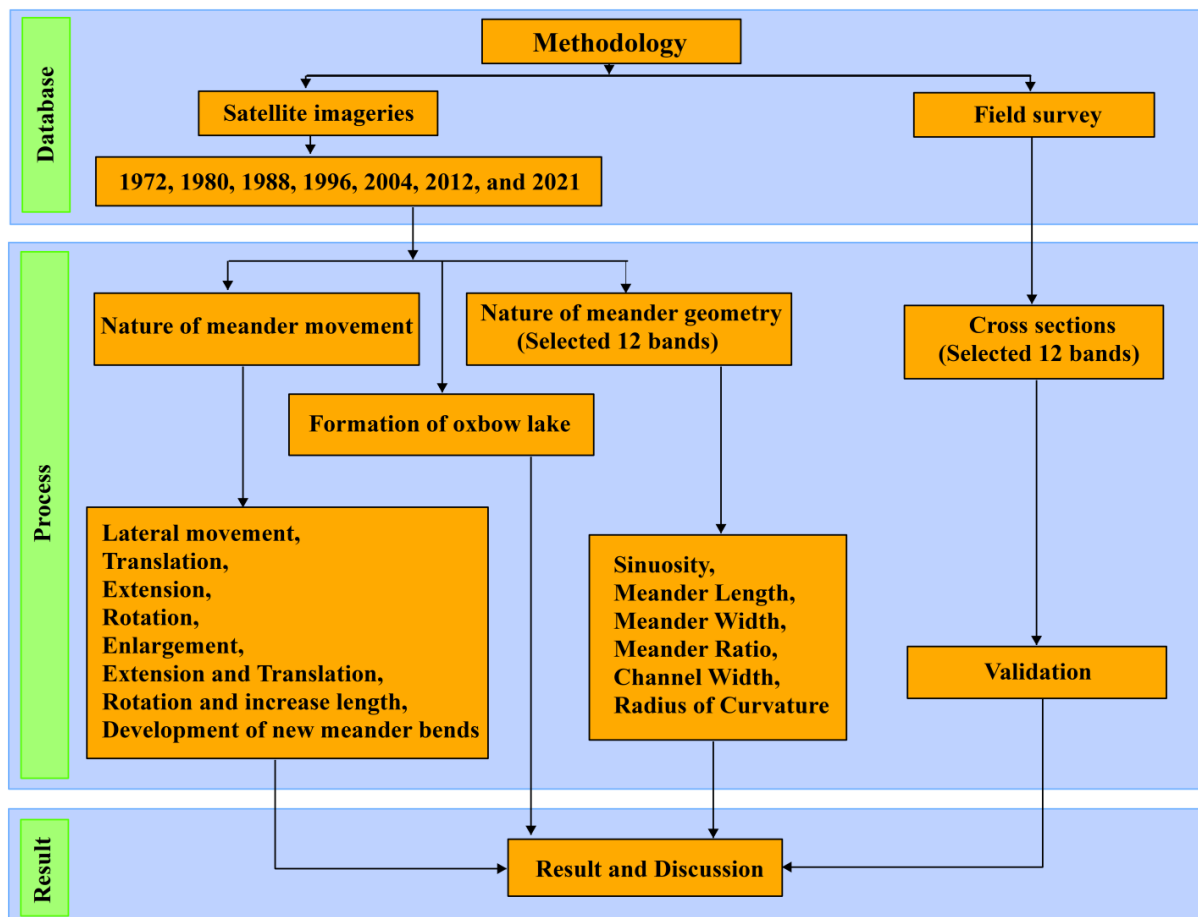 Methodology
Database
Satellite imageries
Field survey
1972, 1980, 1988, 1996, 2004, 2012, and 2021
Process
Nature of meander movement
Nature of meander geometry
(Selected 12 bands)
Cross sections
(Selected 12 bands)
Formation of oxbow lake
Lateral movement,
Translation,
Extension,
Rotation,
Enlargement,
Extension and Translation,
Rotation and increase length,
Development of new meander bends
Sinuosity,
Meander Length,
Meander Width,
Meander Ratio,
Channel Width,
Radius of Curvature
Validation
Result
Result and Discussion